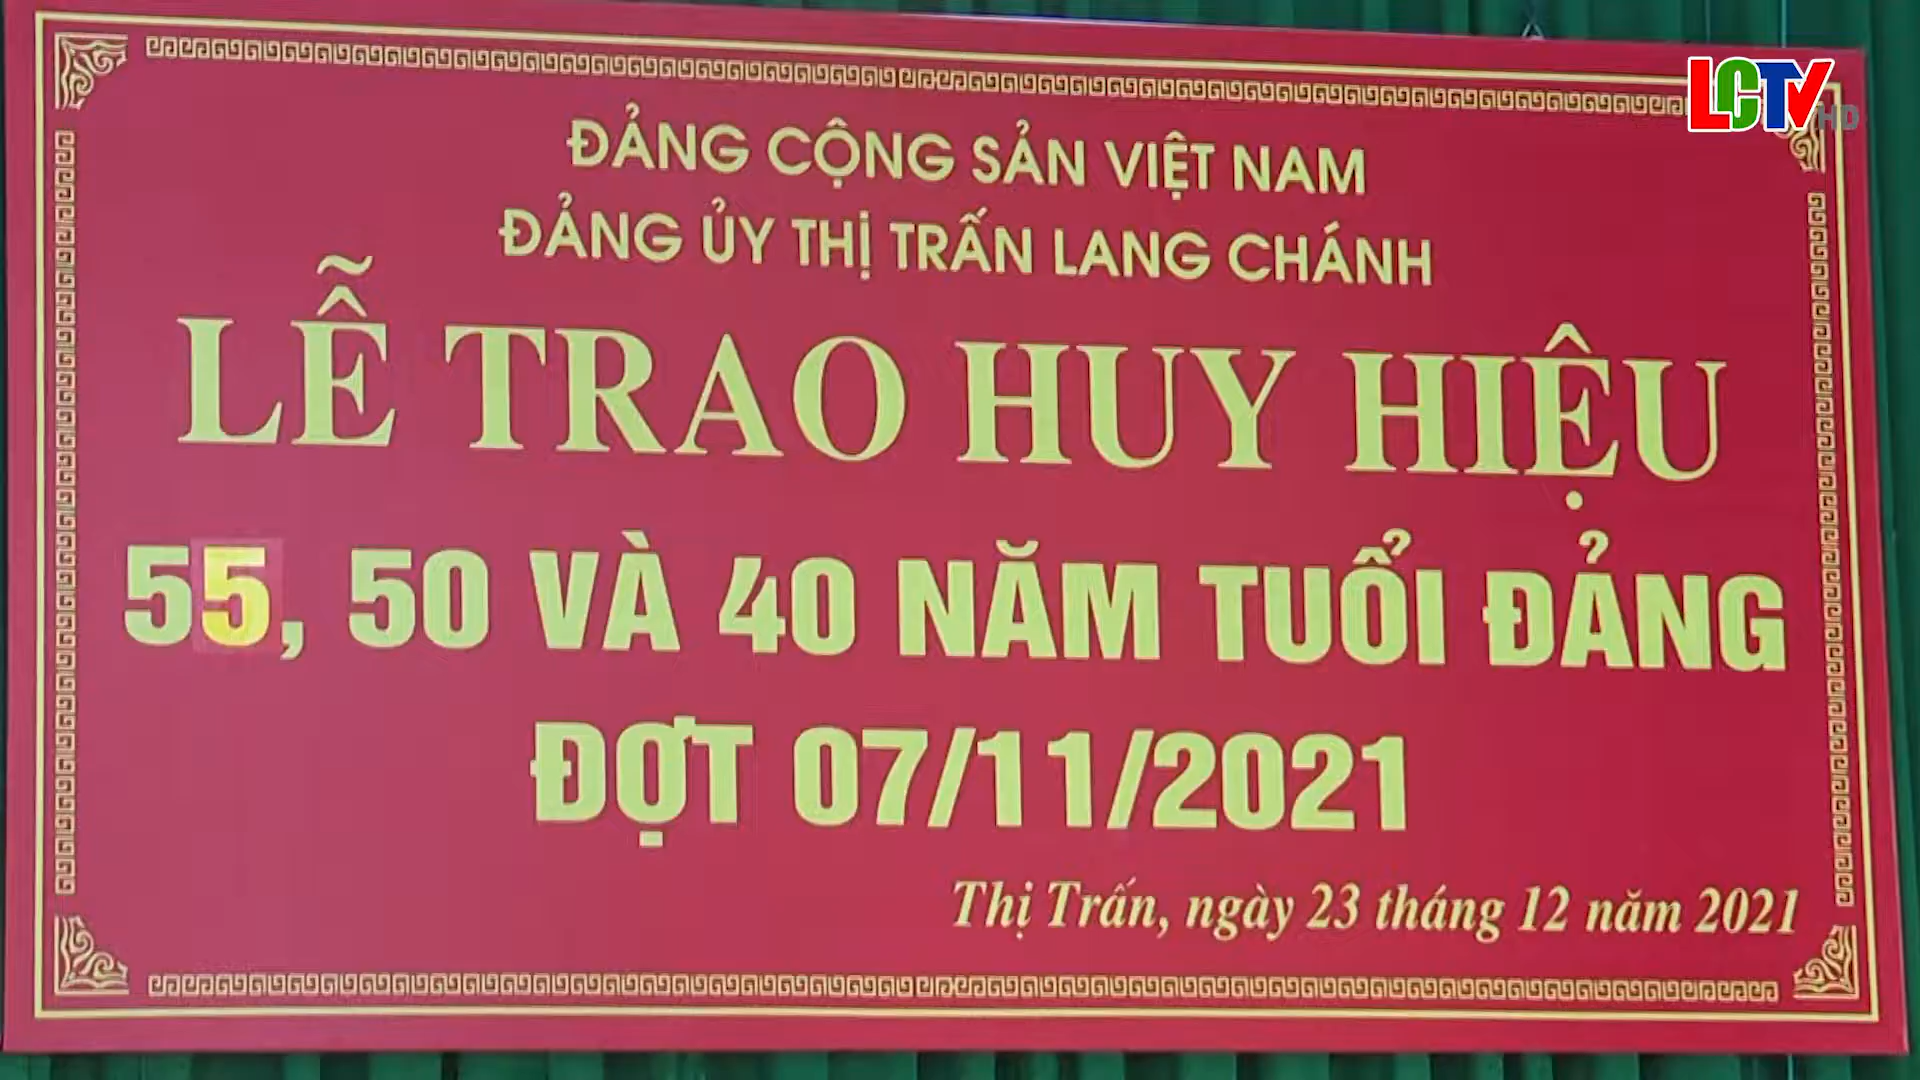 LCTV HD
ĐẢNG CỘNG SẢN VIỆT NAM
ĐẢNG ỦY THỊ TRẤN LANG CHÁNH
LỄ TRAO HUY HIỆU
55, 50 VÀ 40 NĂM TUỔI ĐẢNG
ĐỢT 07/11/2021
Thị Trấn, ngày 23 tháng 12 năm 2021